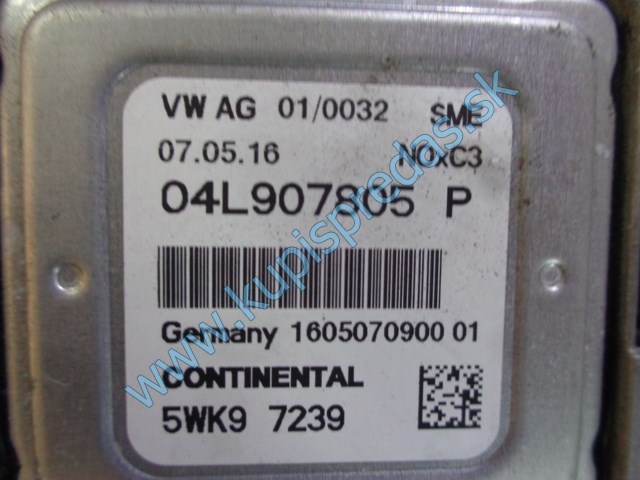 VW AG 01/0032 SME
07.05.16 NOxC3
04L907805 P
Germany 1605070900 01
CONTINENTAL
5WK9 7239
www.kupispredas.sk